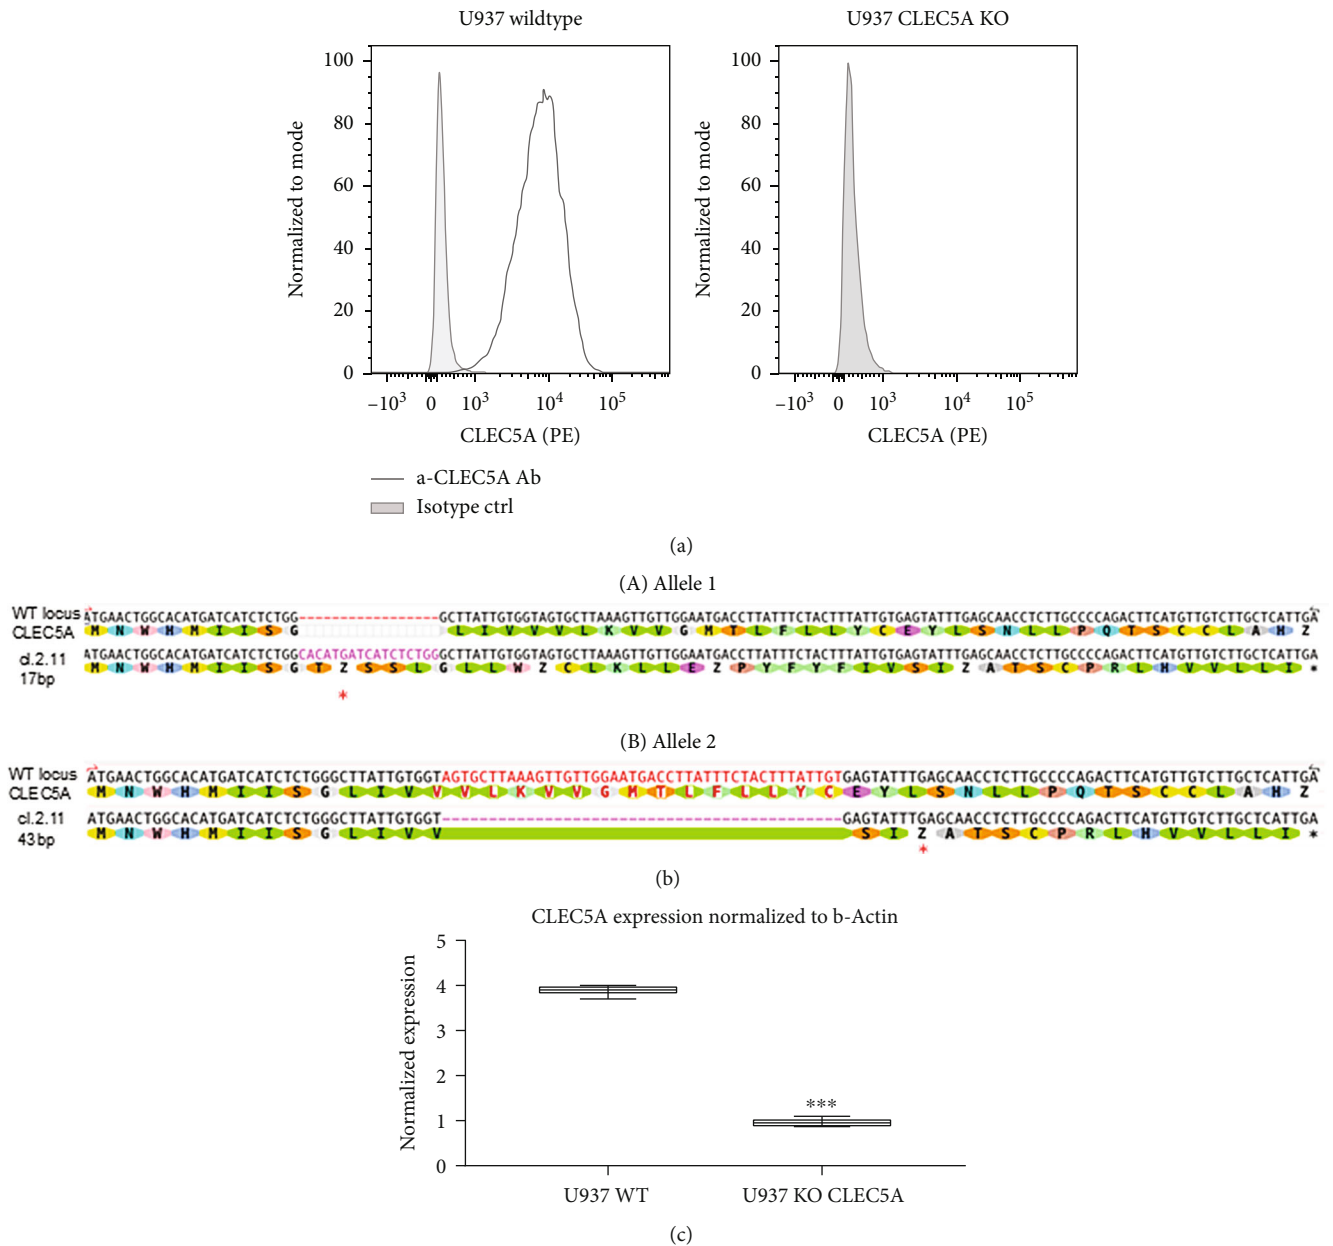 U937 wildtype
U937 CLEC5A KO
100
80
60
40
20
0
Normalized to mode
−10³ 0 10³ 10⁴ 10⁵
CLEC5A (PE)
100
80
60
40
20
0
Normalized to mode
−10³ 0 10³ 10⁴ 10⁵
CLEC5A (PE)
a-CLEC5A Ab
Isotype ctrl
(a)
(A) Allele 1
WT locus ATGAACTGGCACATGATCATCTCTGG-----------------GCTTATTGTGGTAGTGCTTAAAGTTGTTGGAATGACCTTATTTCTACTTTATTGTGAGTATTTGAGCAACCTCTTGCCCCAGACTTCATGTTGTCTTGCTCATTGA
CLEC5A M N W H M I I S G L I V V V L K V V G M T L F L L Y C E Y L S N L L P Q T S C C L A H Z
cl.2.11 ATGAACTGGCACATGATCATCTCTGGCACATGATCATCTCTGGGCTTATTGTGGTAGTGCTTAAAGTTGTTGGAATGACCTTATTTCTACTTTATTGTGAGTATTTGAGCAACCTCTTGCCCCAGACTTCATGTTGTCTTGCTCATTGA
17bp M N W H M I I S G T Z S S L G L L W Z C L K L L E Z P Y F Y F I V S I Z A T S C P R L H V V L L I *
*
(B) Allele 2
WT locus ATGAACTGGCACATGATCATCTCTGGGCTTATTGTGGTAGTGCTTAAAGTTGTTGGAATGACCTTATTTCTACTTTATTGTGAGTATTTGAGCAACCTCTTGCCCCAGACTTCATGTTGTCTTGCTCATTGA
CLEC5A M N W H M I I S G L I V V V L K V V G M T L F L L Y C E Y L S N L L P Q T S C C L A H Z
cl.2.11 ATGAACTGGCACATGATCATCTCTGGGCTTATTGTGGT-------------------------------------------GAGTATTTGAGCAACCTCTTGCCCCAGACTTCATGTTGTCTTGCTCATTGA
43bp M N W H M I I S G L I V V S I Z A T S C P R L H V V L L I *
*
(b)
CLEC5A expression normalized to b-Actin
5
4
3
2
1
0
Normalized expression
***
U937 WT
U937 KO CLEC5A
(c)